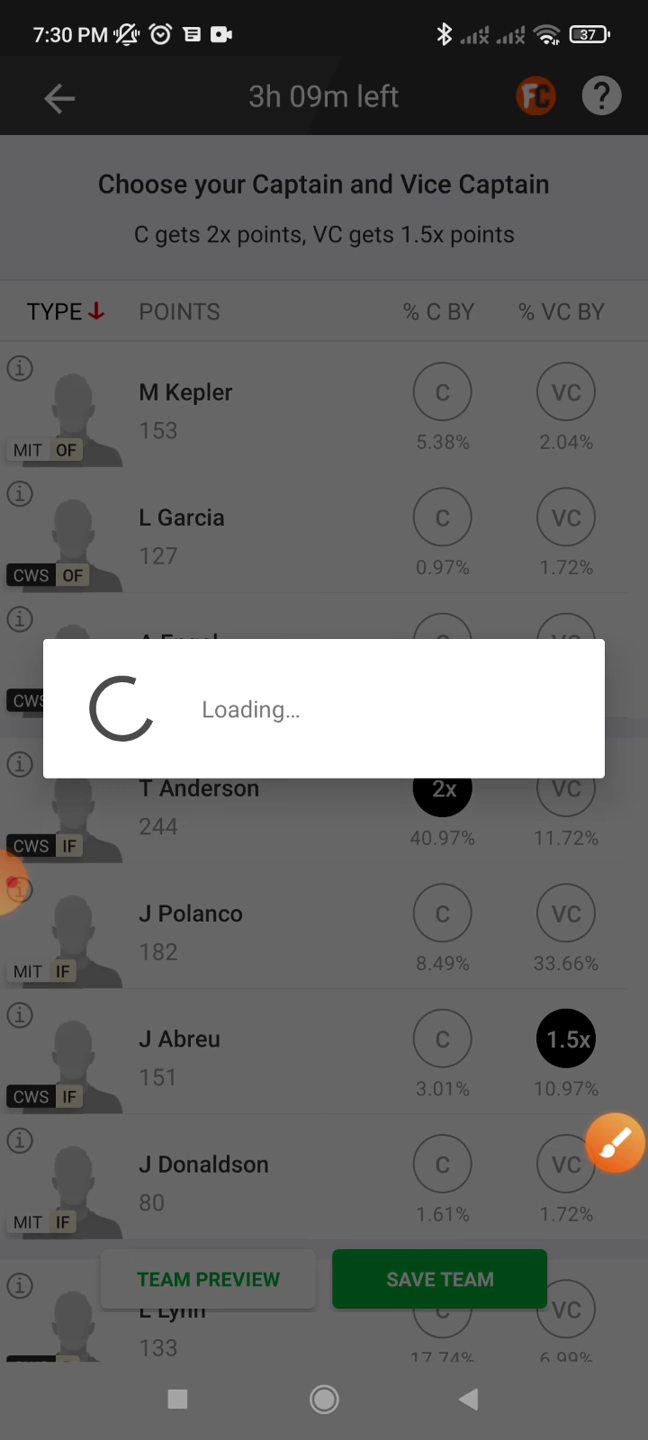 7:30 PM
37
3h 09m left
FC
?
Choose your Captain and Vice Captain
C gets 2x points, VC gets 1.5x points
TYPE POINTS % C BY % VC BY
M Kepler
153
C
VC
5.38%
2.04%
MIT OF
L Garcia
127
C
VC
0.97%
1.72%
CWS OF
Loading...
T Anderson
244
2x
VC
40.97%
11.72%
CWS IF
J Polanco
182
C
VC
8.49%
33.66%
MIT IF
J Abreu
151
C
1.5x
3.01%
10.97%
CWS IF
J Donaldson
80
C
VC
1.61%
1.72%
MIT IF
TEAM PREVIEW
SAVE TEAM
L Lynn
133
C
VC
17.74%
6.99%